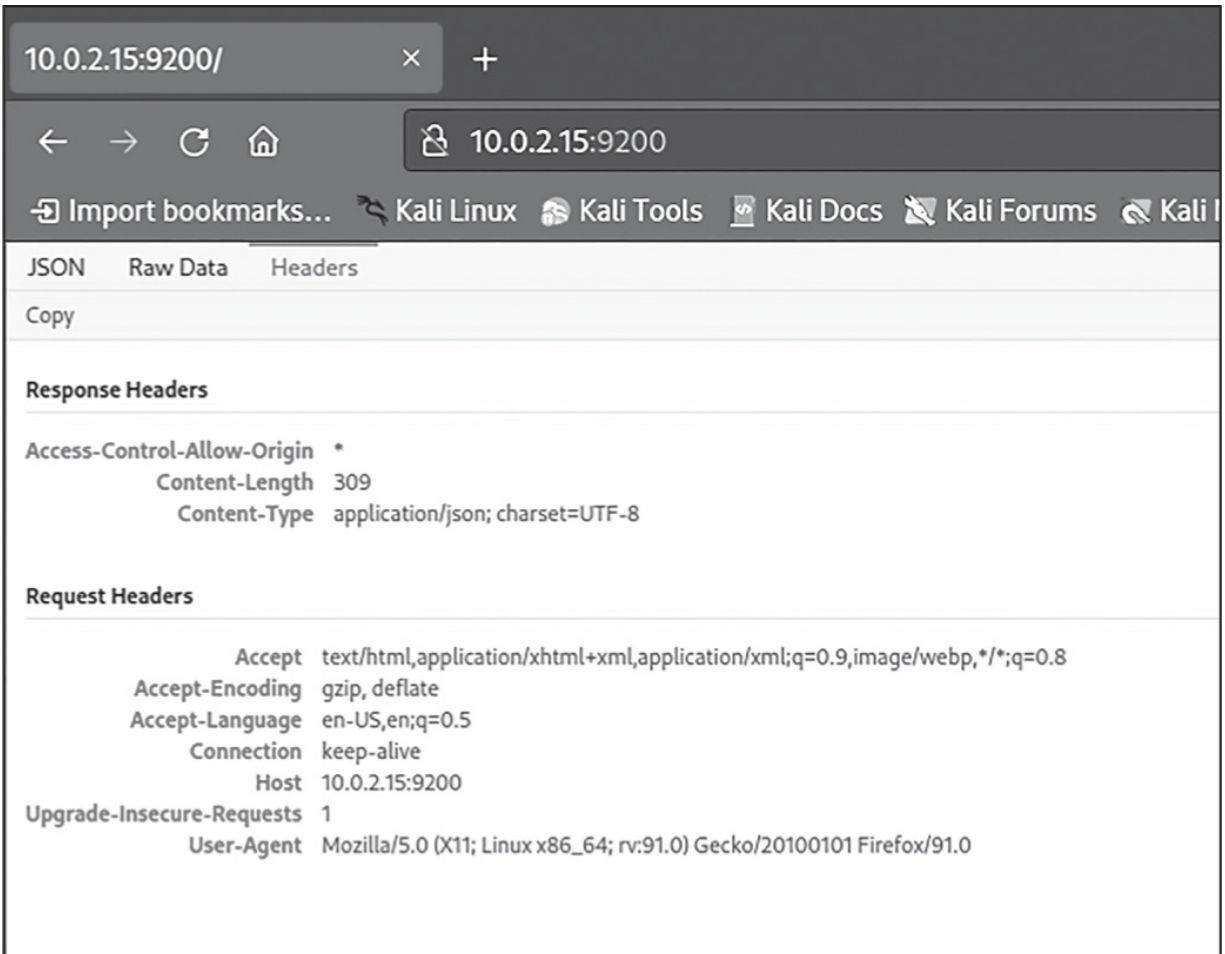 10.0.2.15:9200/
10.0.2.15:9200
Import bookmarks... Kali Linux Kali Tools Kali Docs Kali Forums Kali
JSON Raw Data Headers
Copy
Response Headers
Access-Control-Allow-Origin *
Content-Length 309
Content-Type application/json; charset=UTF-8
Request Headers
Accept text/html,application/xhtml+xml,application/xml;q=0.9,image/webp,*/*;q=0.8
Accept-Encoding gzip, deflate
Accept-Language en-US,en;q=0.5
Connection keep-alive
Host 10.0.2.15:9200
Upgrade-Insecure-Requests 1
User-Agent Mozilla/5.0 (X11; Linux x86_64; rv:91.0) Gecko/20100101 Firefox/91.0